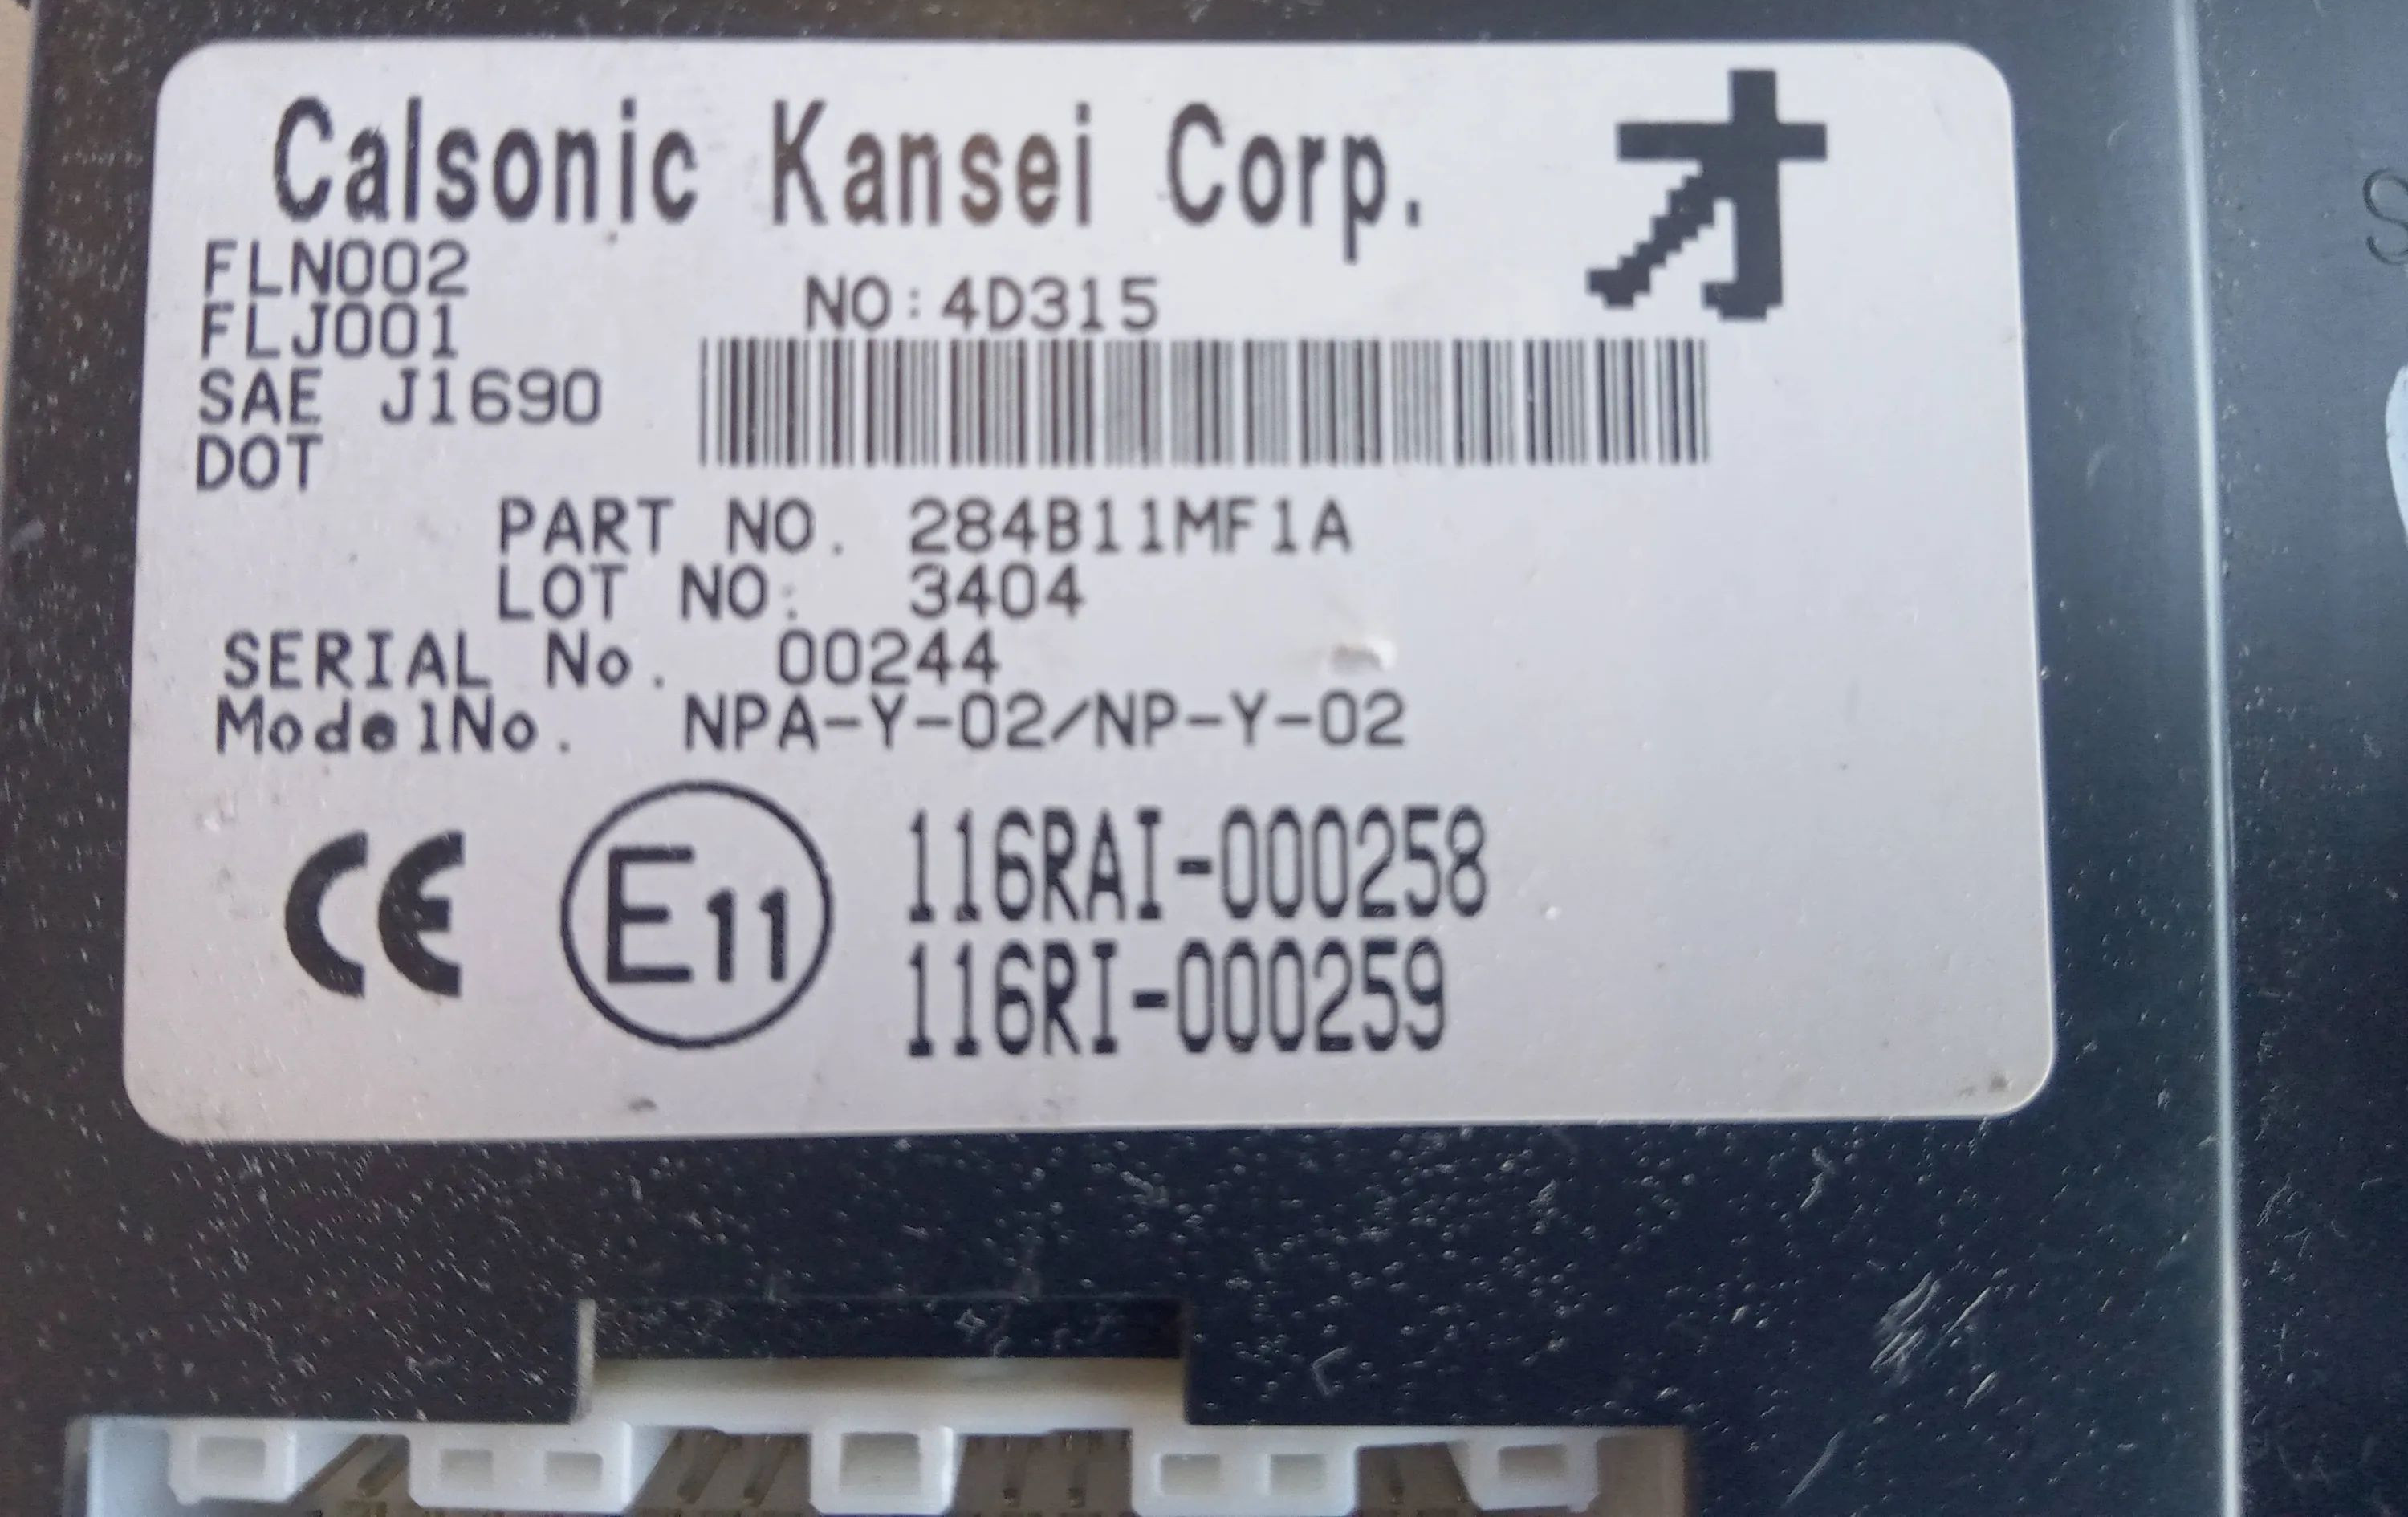 Calsonic Kansei Corp. オ
FLN002
NO:4D315
FLJ001
SAE J1690
DOT
PART NO. 284B11MF1A
LOT NO: 3404
SERIAL No. 00244
ModelNo. NPA-Y-02/NP-Y-02
CE E11 116RAI-000258
116RI-000259
S